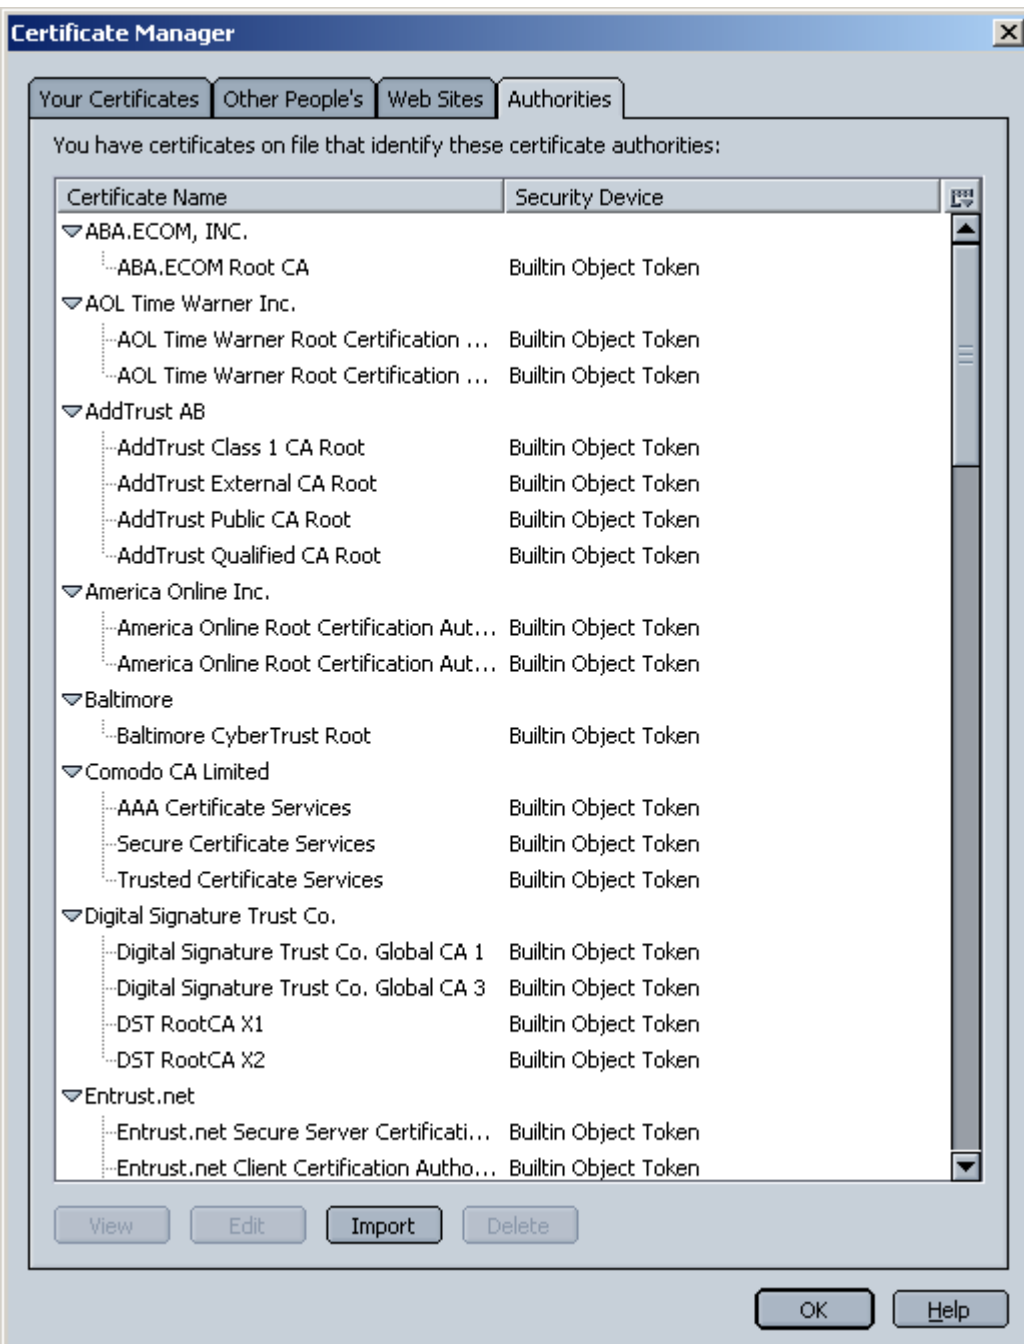 Certificate Manager
Your Certificates Other People's Web Sites Authorities
You have certificates on file that identify these certificate authorities:
Certificate Name Security Device
ABA.ECOM, INC.
ABA.ECOM Root CA Builtin Object Token
AOL Time Warner Inc.
AOL Time Warner Root Certification ... Builtin Object Token
AOL Time Warner Root Certification ... Builtin Object Token
AddTrust AB
AddTrust Class 1 CA Root Builtin Object Token
AddTrust External CA Root Builtin Object Token
AddTrust Public CA Root Builtin Object Token
AddTrust Qualified CA Root Builtin Object Token
America Online Inc.
America Online Root Certification Aut... Builtin Object Token
America Online Root Certification Aut... Builtin Object Token
Baltimore
Baltimore CyberTrust Root Builtin Object Token
Comodo CA Limited
AAA Certificate Services Builtin Object Token
Secure Certificate Services Builtin Object Token
Trusted Certificate Services Builtin Object Token
Digital Signature Trust Co.
Digital Signature Trust Co. Global CA 1 Builtin Object Token
Digital Signature Trust Co. Global CA 3 Builtin Object Token
DST RootCA X1 Builtin Object Token
DST RootCA X2 Builtin Object Token
Entrust.net
Entrust.net Secure Server Certificati... Builtin Object Token
Entrust.net Client Certification Autho... Builtin Object Token
View Edit Import Delete
OK Help